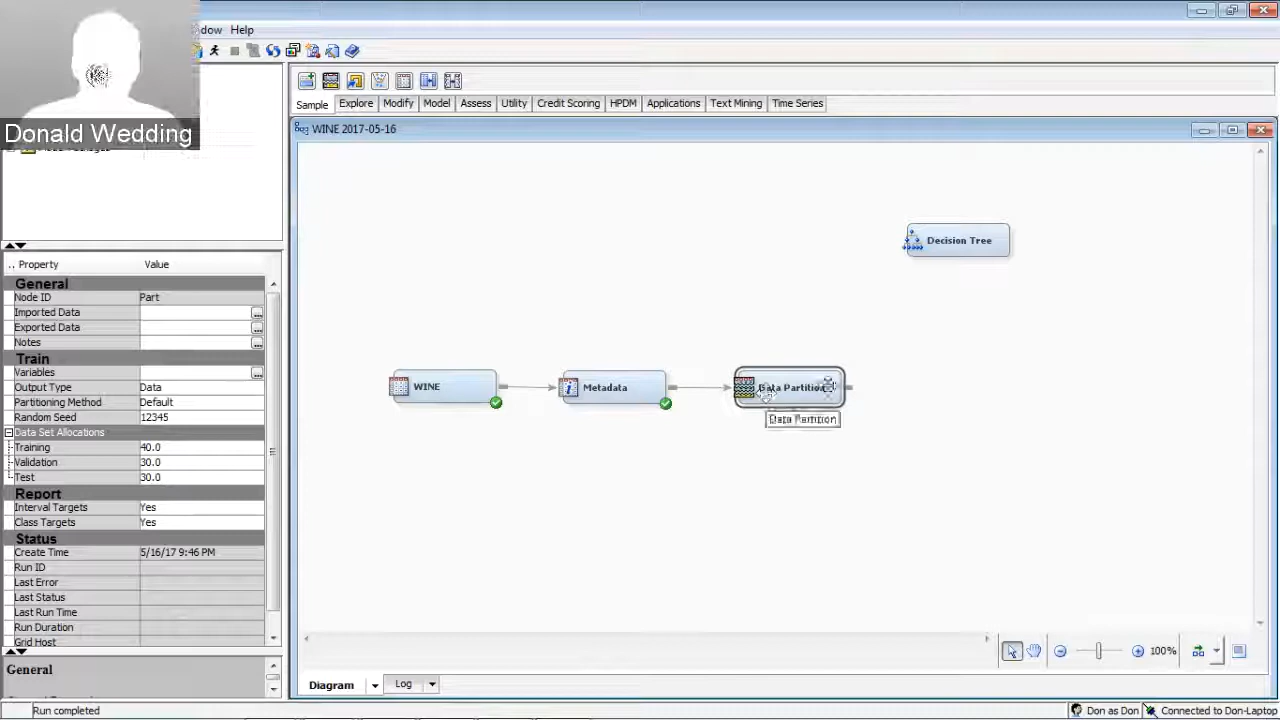 dow Help
Donald Wedding
Sample Explore Modify Model Assess Utility Credit Scoring HPDM Applications Text Mining Time Series
WINE 2017-05-16
Decision Tree
WINE
Metadata
Data Partition
Data Partition
.. Property Value
General
Node ID Part
Imported Data ...
Exported Data ...
Notes ...
Train
Variables ...
Output Type Data
Partitioning Method Default
Random Seed 12345
Data Set Allocations
Training 40.0
Validation 30.0
Test 30.0
Report
Interval Targets Yes
Class Targets Yes
Status
Create Time 5/16/17 9:46 PM
Run ID
Last Error
Last Status
Last Run Time
Run Duration
Grid Host
General
100%
Diagram Log
Run completed
Don as Don Connected to Don-Laptop